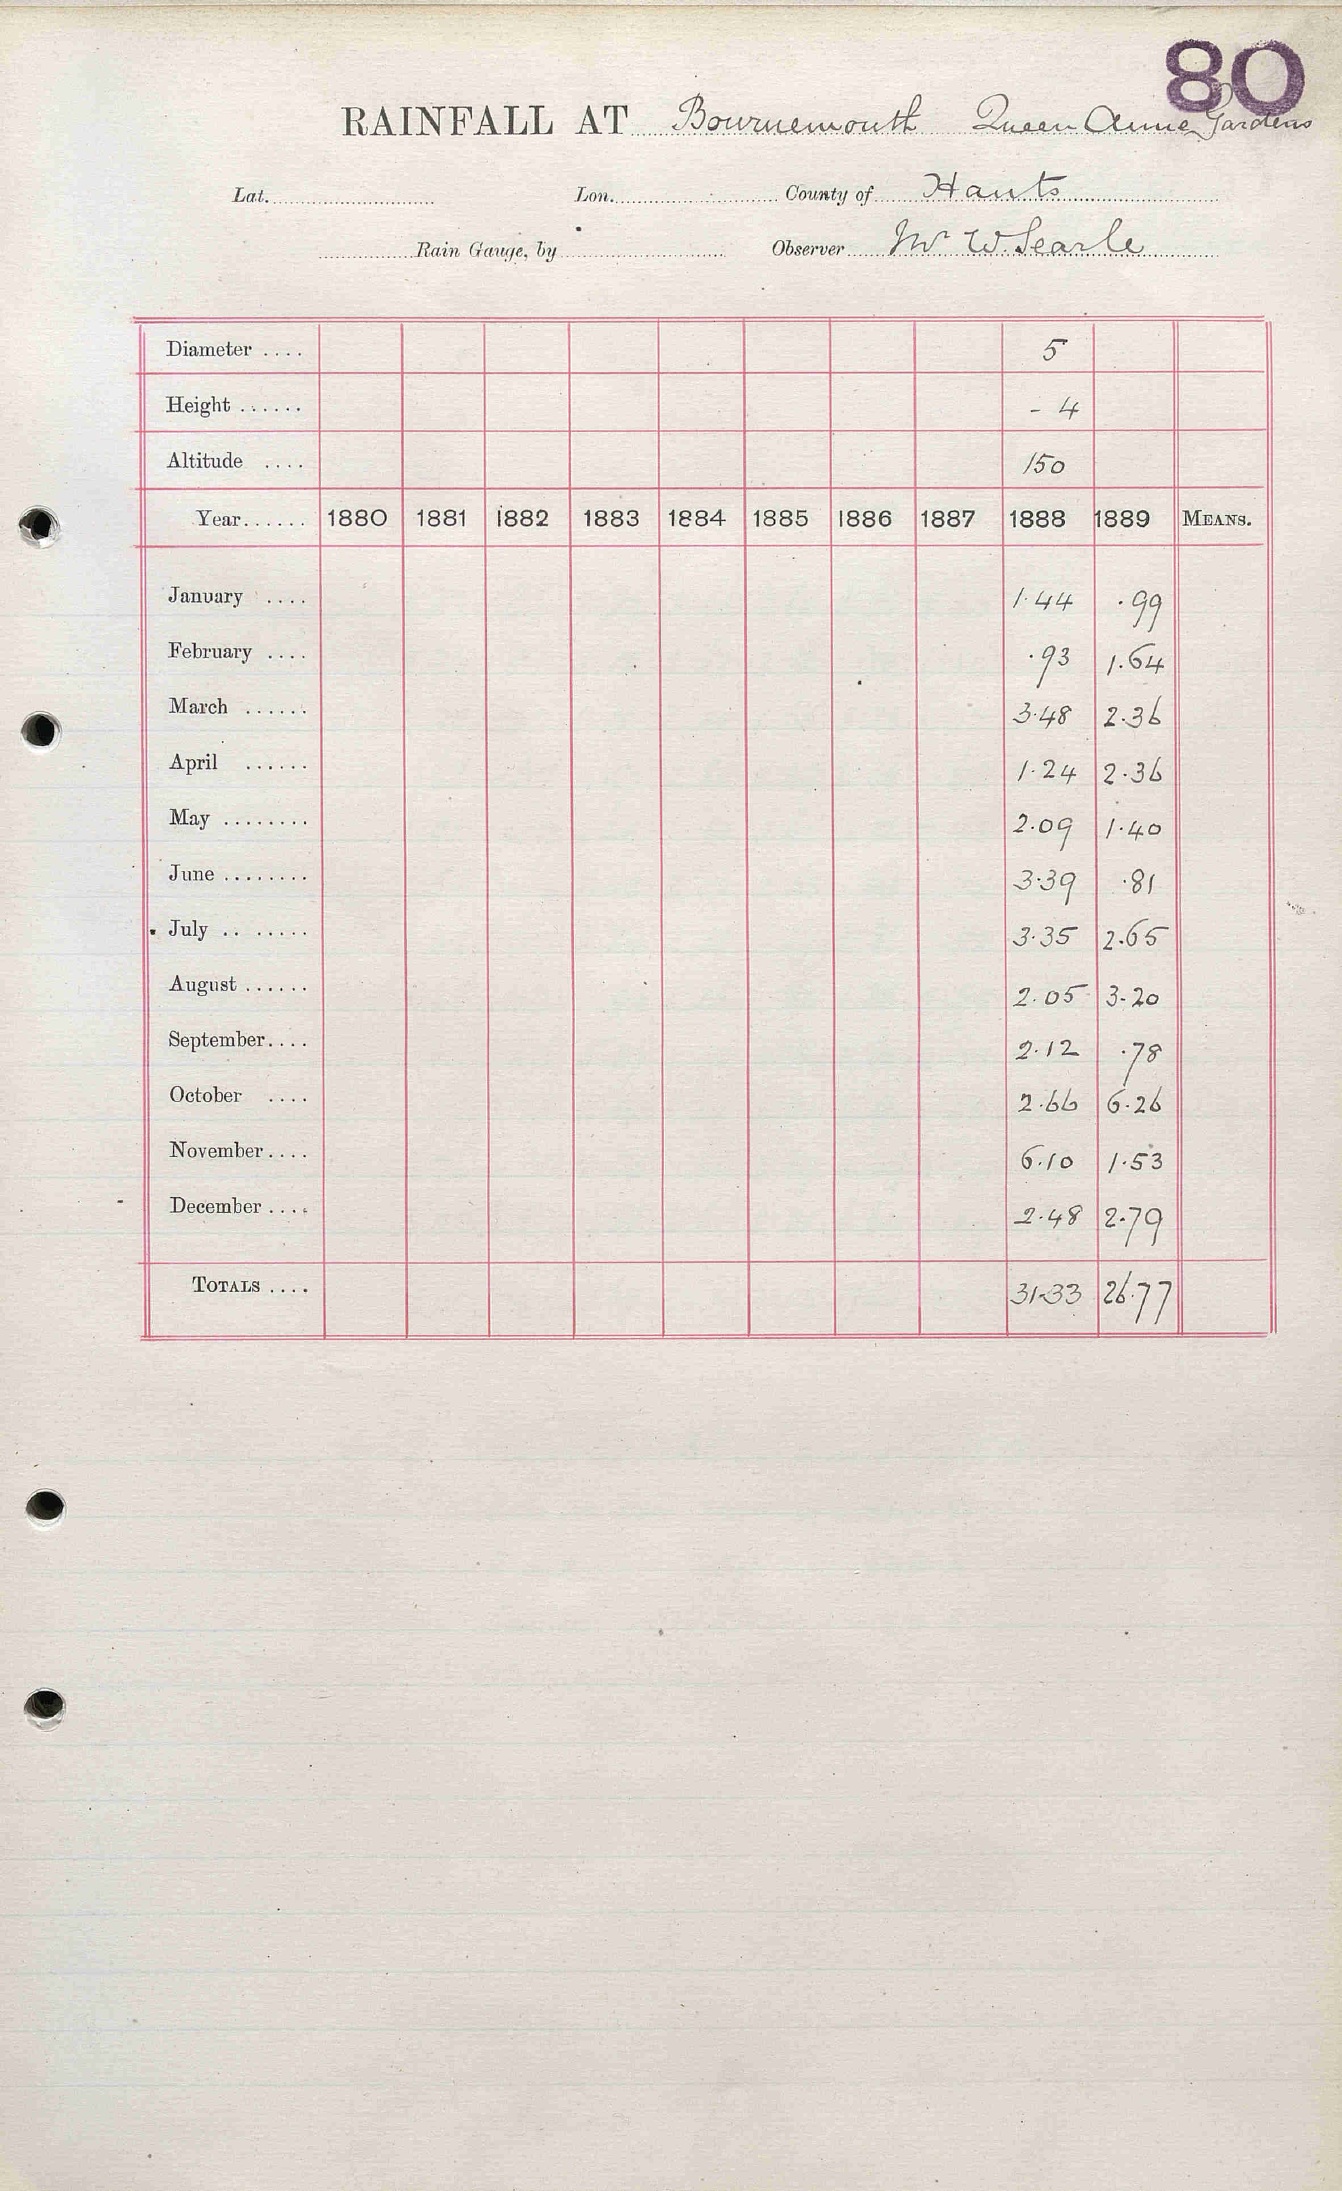 80
RAINFALL AT Bournemouth Queen Anne Gardens
Lat. Lon. County of Hants
Rain Gauge, by Observer Mr W. Searle
Diameter .... 5
Height ...... - 4
Altitude .... 150
Year...... 1880 1881 1882 1883 1884 1885 1886 1887 1888 1889 MEANS.
January .... 1.44 .99
February .... .93 1.64
March ...... 3.48 2.36
April ...... 1.24 2.36
May ........ 2.09 1.40
June ........ 3.39 .81
July .. ..... 3.35 2.65
August ...... 2.05 3.20
September.... 2.12 .78
October .... 2.66 6.26
November.... 6.10 1.53
December .... 2.48 2.79
TOTALS .... 31.33 26.77